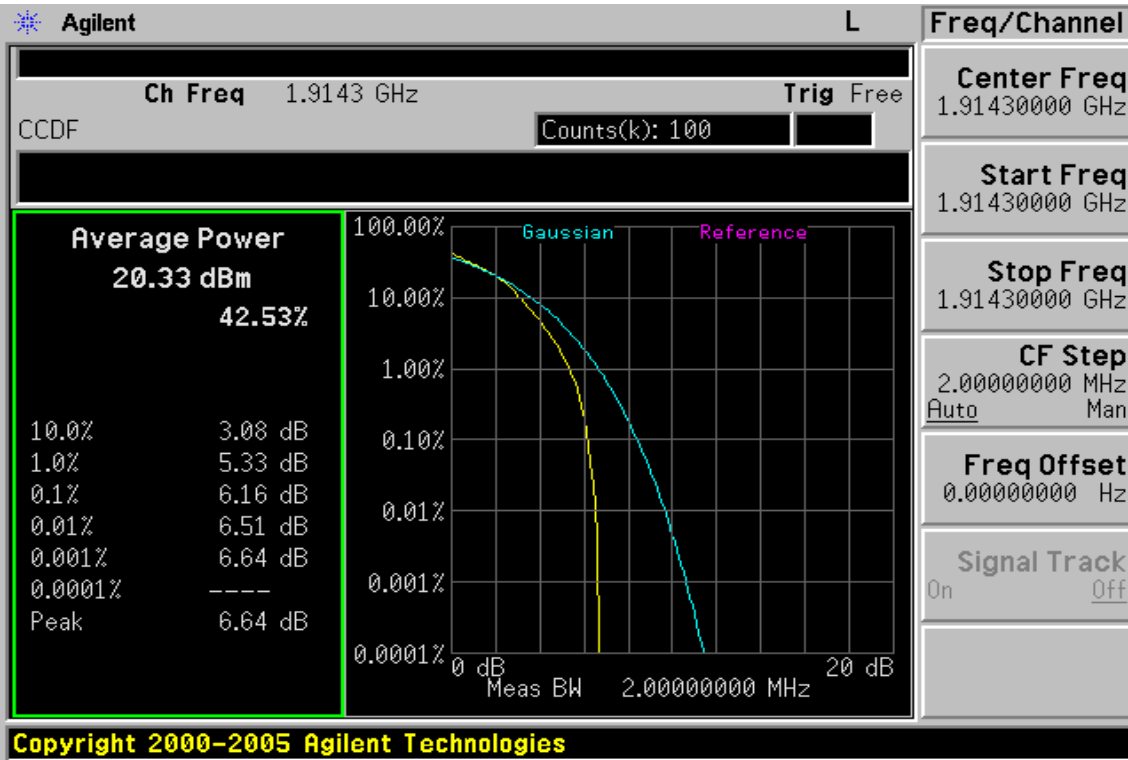 Agilent L Freq/Channel
Ch Freq 1.9143 GHz Trig Free
CCDF Counts(k): 100
Average Power
20.33 dBm
42.53%
10.0% 3.08 dB
1.0% 5.33 dB
0.1% 6.16 dB
0.01% 6.51 dB
0.001% 6.64 dB
0.0001% ----
Peak 6.64 dB
Gaussian Reference
100.00%
10.00%
1.00%
0.10%
0.01%
0.001%
0.0001%
0 dB 20 dB
Meas BW 2.00000000 MHz
Center Freq
1.91430000 GHz
Start Freq
1.91430000 GHz
Stop Freq
1.91430000 GHz
CF Step
2.00000000 MHz
Auto Man
Freq Offset
0.00000000 Hz
Signal Track
On Off
Copyright 2000-2005 Agilent Technologies